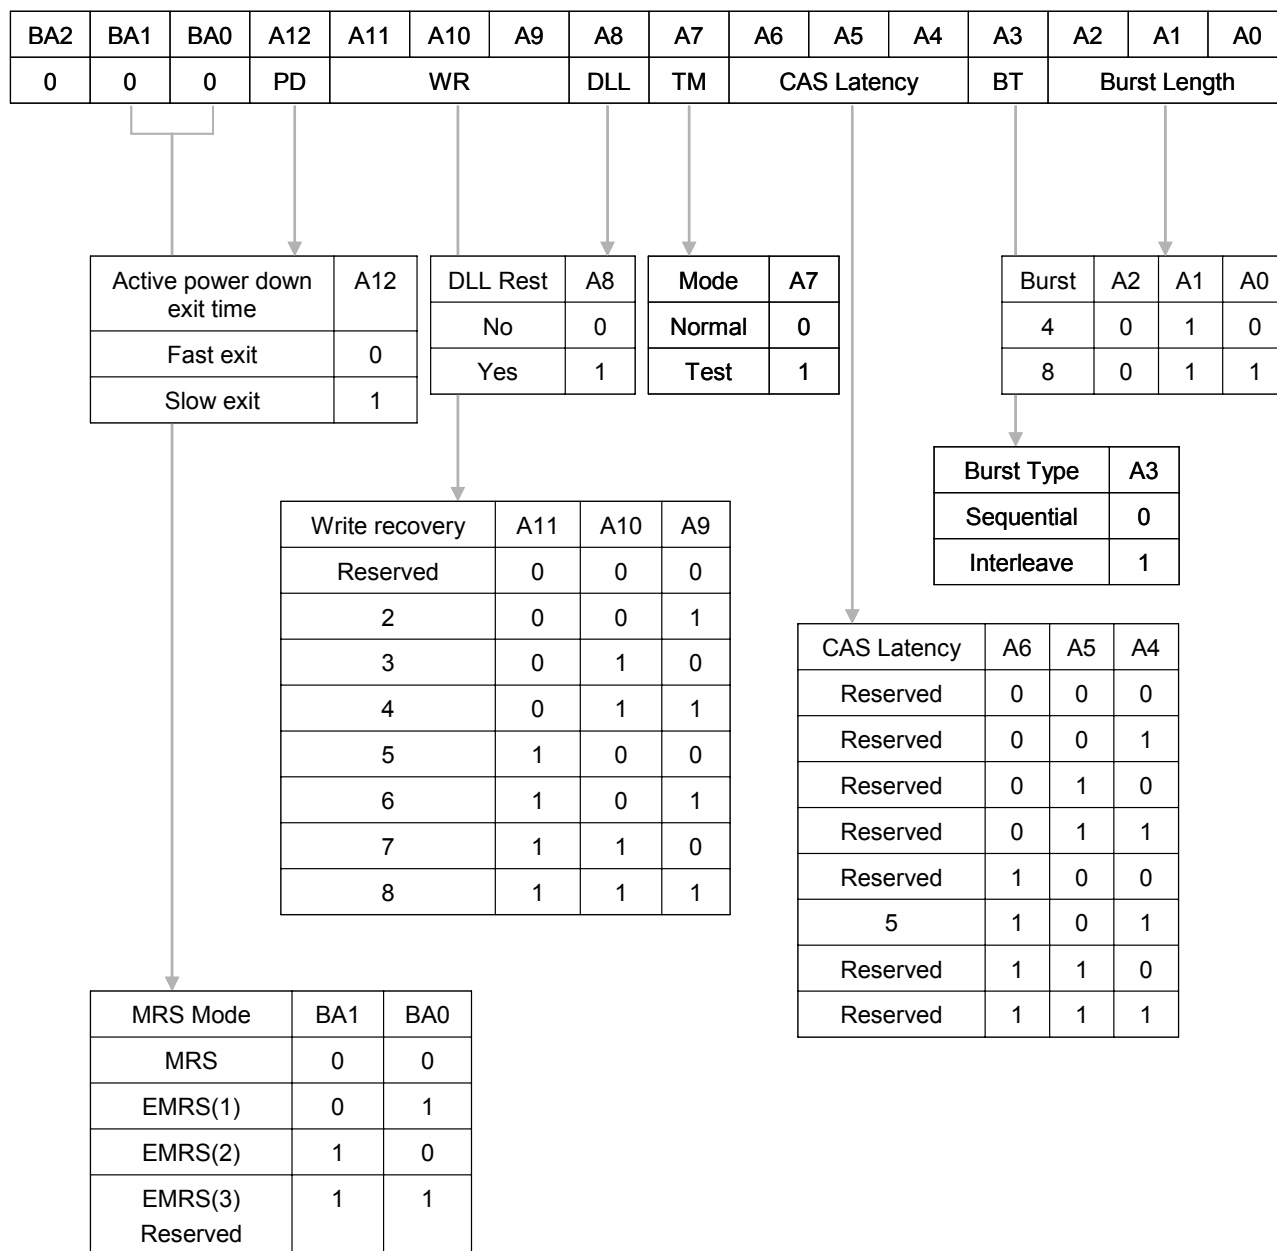 BA2 BA1 BA0 A12 A11 A10 A9 A8 A7 A6 A5 A4 A3 A2 A1 A0
0 0 0 PD WR DLL TM CAS Latency BT Burst Length
Active power down A12
exit time
Fast exit 0
Slow exit 1
DLL Rest A8
No 0
Yes 1
Mode A7
Normal 0
Test 1
Burst A2 A1 A0
4 0 1 0
8 0 1 1
Burst Type A3
Sequential 0
Interleave 1
Write recovery A11 A10 A9
Reserved 0 0 0
2 0 0 1
3 0 1 0
4 0 1 1
5 1 0 0
6 1 0 1
7 1 1 0
8 1 1 1
CAS Latency A6 A5 A4
Reserved 0 0 0
Reserved 0 0 1
Reserved 0 1 0
Reserved 0 1 1
Reserved 1 0 0
5 1 0 1
Reserved 1 1 0
Reserved 1 1 1
MRS Mode BA1 BA0
MRS 0 0
EMRS(1) 0 1
EMRS(2) 1 0
EMRS(3) 1 1
Reserved